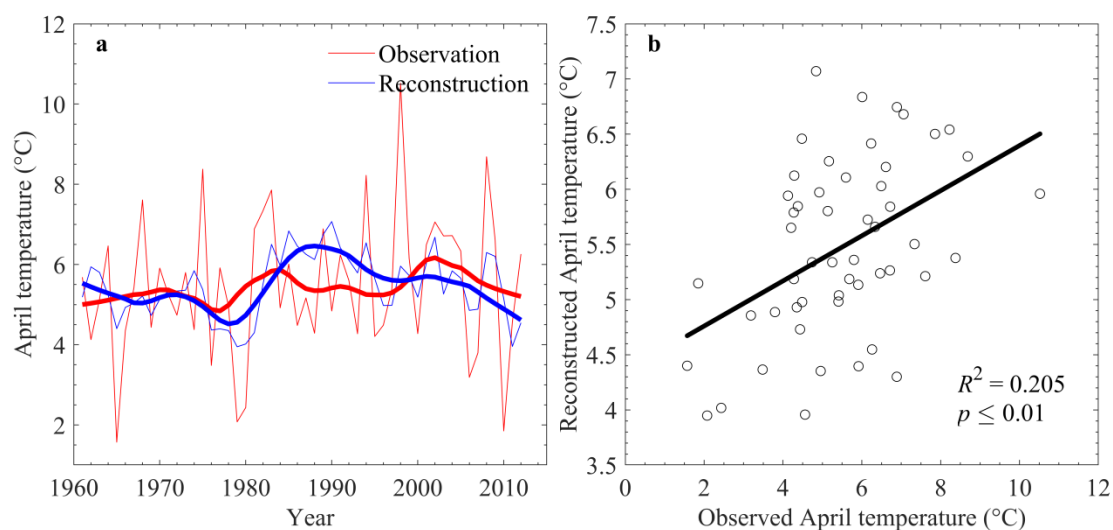 a
Observation
Reconstruction
April temperature (°C)
12
10
8
6
4
2
1960
1970
1980
1990
2000
2010
Year
b
Reconstructed April temperature (°C)
7.5
7
6.5
6
5.5
5
4.5
4
3.5
R² = 0.205
p ≤ 0.01
0
2
4
6
8
10
12
Observed April temperature (°C)